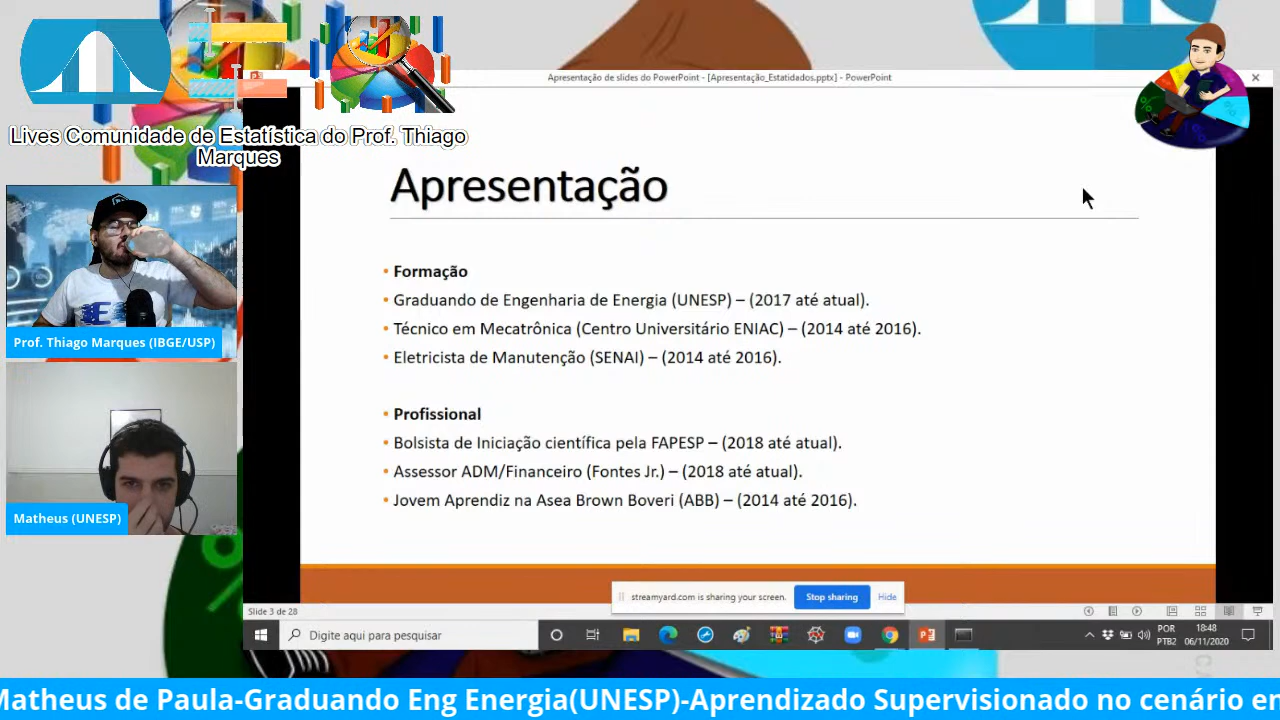 Apresentação de slides do PowerPoint - [Apresentação_Estatidados.pptx] - PowerPoint
Lives Comunidade de Estatística do Prof. Thiago
Marques
Apresentação
• Formação
• Graduando de Engenharia de Energia (UNESP) – (2017 até atual).
• Técnico em Mecatrônica (Centro Universitário ENIAC) – (2014 até 2016).
• Eletricista de Manutenção (SENAI) – (2014 até 2016).
• Profissional
• Bolsista de Iniciação científica pela FAPESP – (2018 até atual).
• Assessor ADM/Financeiro (Fontes Jr.) – (2018 até atual).
• Jovem Aprendiz na Asea Brown Boveri (ABB) – (2014 até 2016).
Prof. Thiago Marques (IBGE/USP)
Matheus (UNESP)
streamyard.com is sharing your screen. Stop sharing Hide
Slide 3 de 28
Digite aqui para pesquisar
POR
PTB2
18:48
06/11/2020
Matheus de Paula-Graduando Eng Energia(UNESP)-Aprendizado Supervisionado no cenário